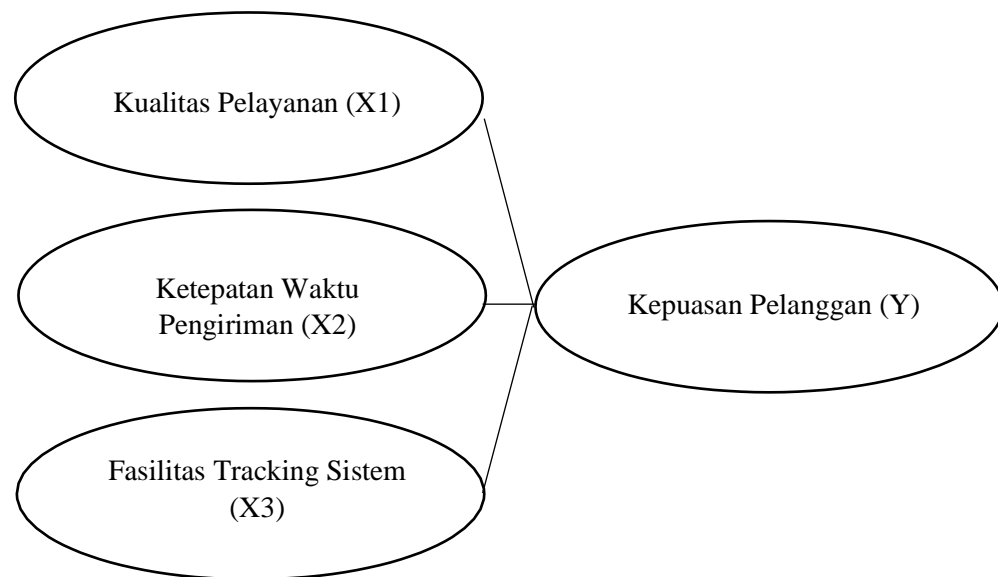 Kualitas Pelayanan (X1)
Ketepatan Waktu
Pengiriman (X2)
Fasilitas Tracking Sistem
(X3)
Kepuasan Pelanggan (Y)